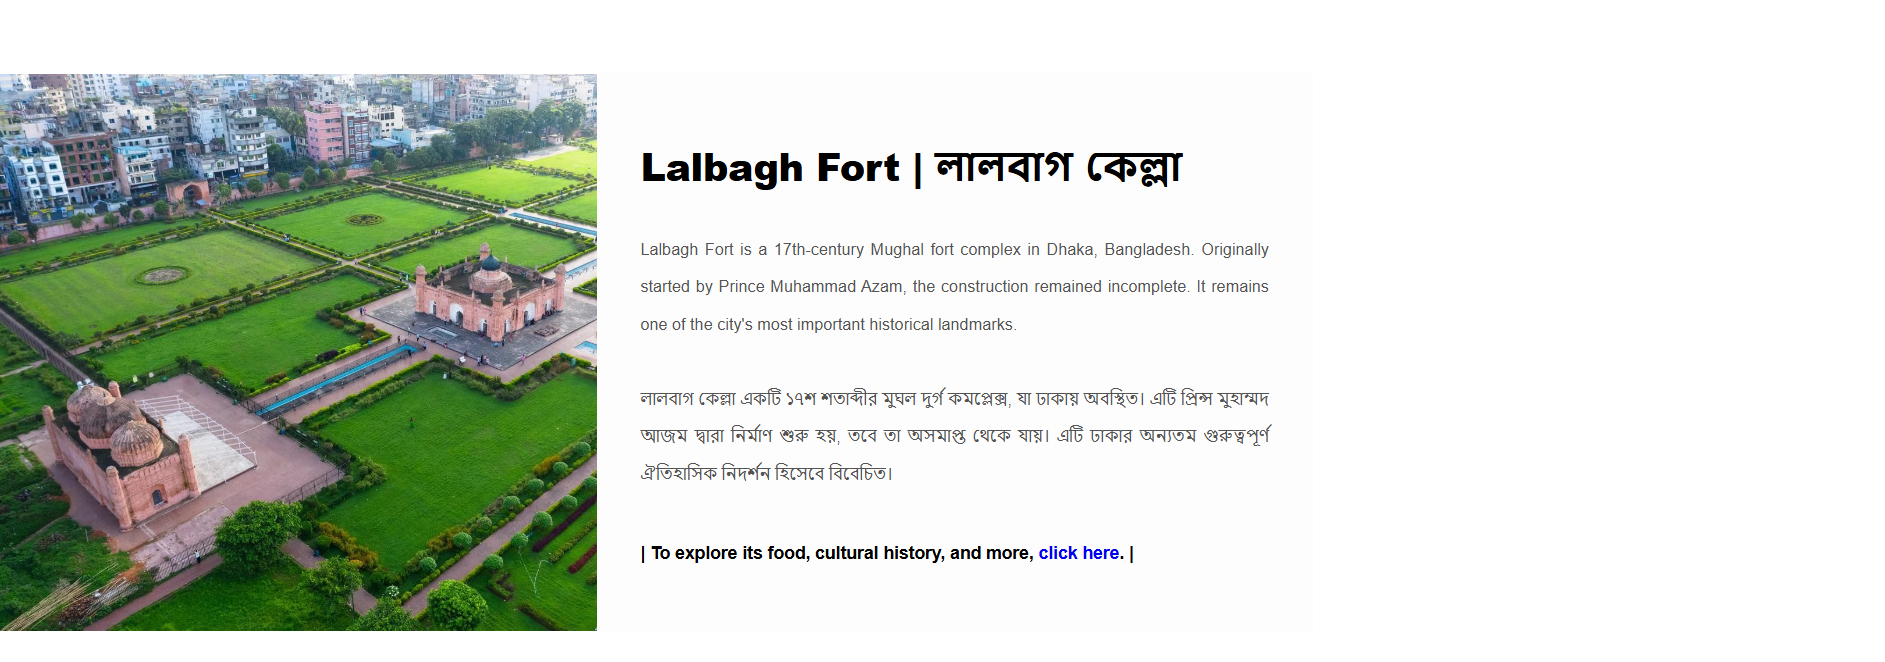 Lalbagh Fort | লালবাগ কেল্লা
Lalbagh Fort is a 17th-century Mughal fort complex in Dhaka, Bangladesh. Originally
started by Prince Muhammad Azam, the construction remained incomplete. It remains
one of the city's most important historical landmarks.
লালবাগ কেল্লা একটি ১৭শ শতাব্দীর মুঘল দুর্গ কমপ্লেক্স, যা ঢাকায় অবস্থিত। এটি প্রিন্স মুহাম্মদ
আজম দ্বারা নির্মাণ শুরু হয়, তবে তা অসমাপ্ত থেকে যায়। এটি ঢাকার অন্যতম গুরুত্বপূর্ণ
ঐতিহাসিক নিদর্শন হিসেবে বিবেচিত।
| To explore its food, cultural history, and more, click here. |